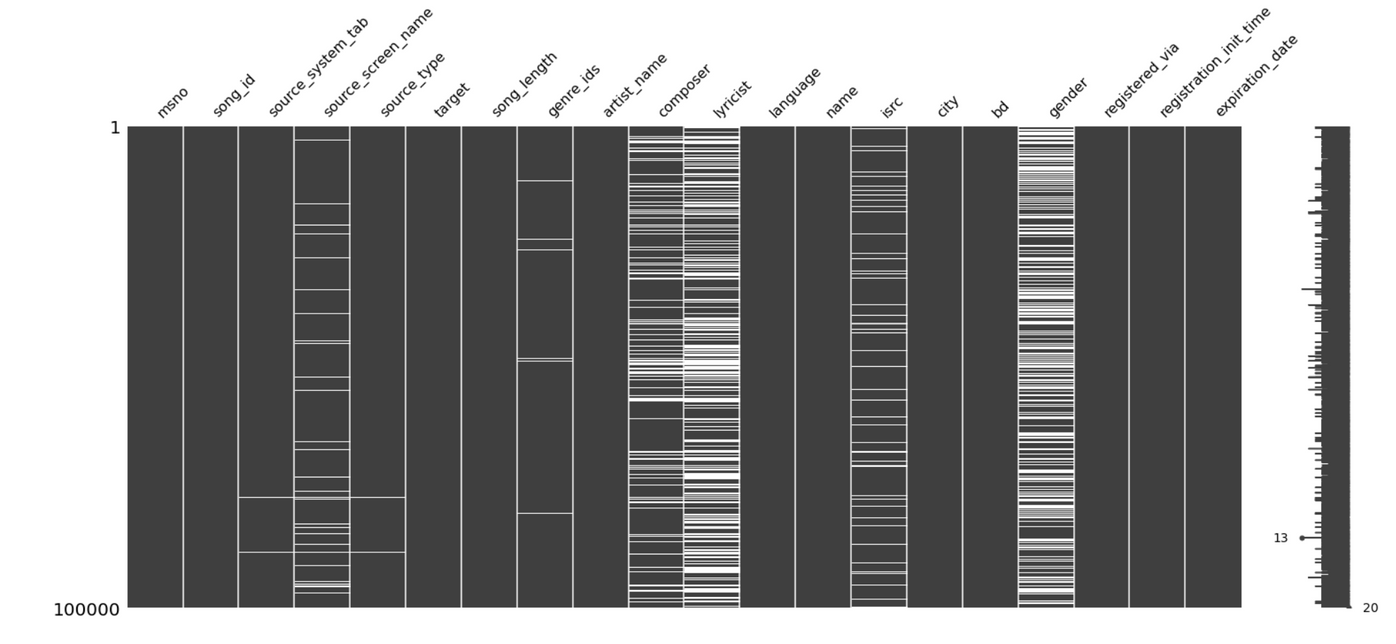 msno
song_id
source_system_tab
source_screen_name
source_type
target
song_length
genre_ids
artist_name
composer
lyricist
language
name
isrc
city
bd
gender
registered_via
registration_init_time
expiration_date
1
13
100000
20